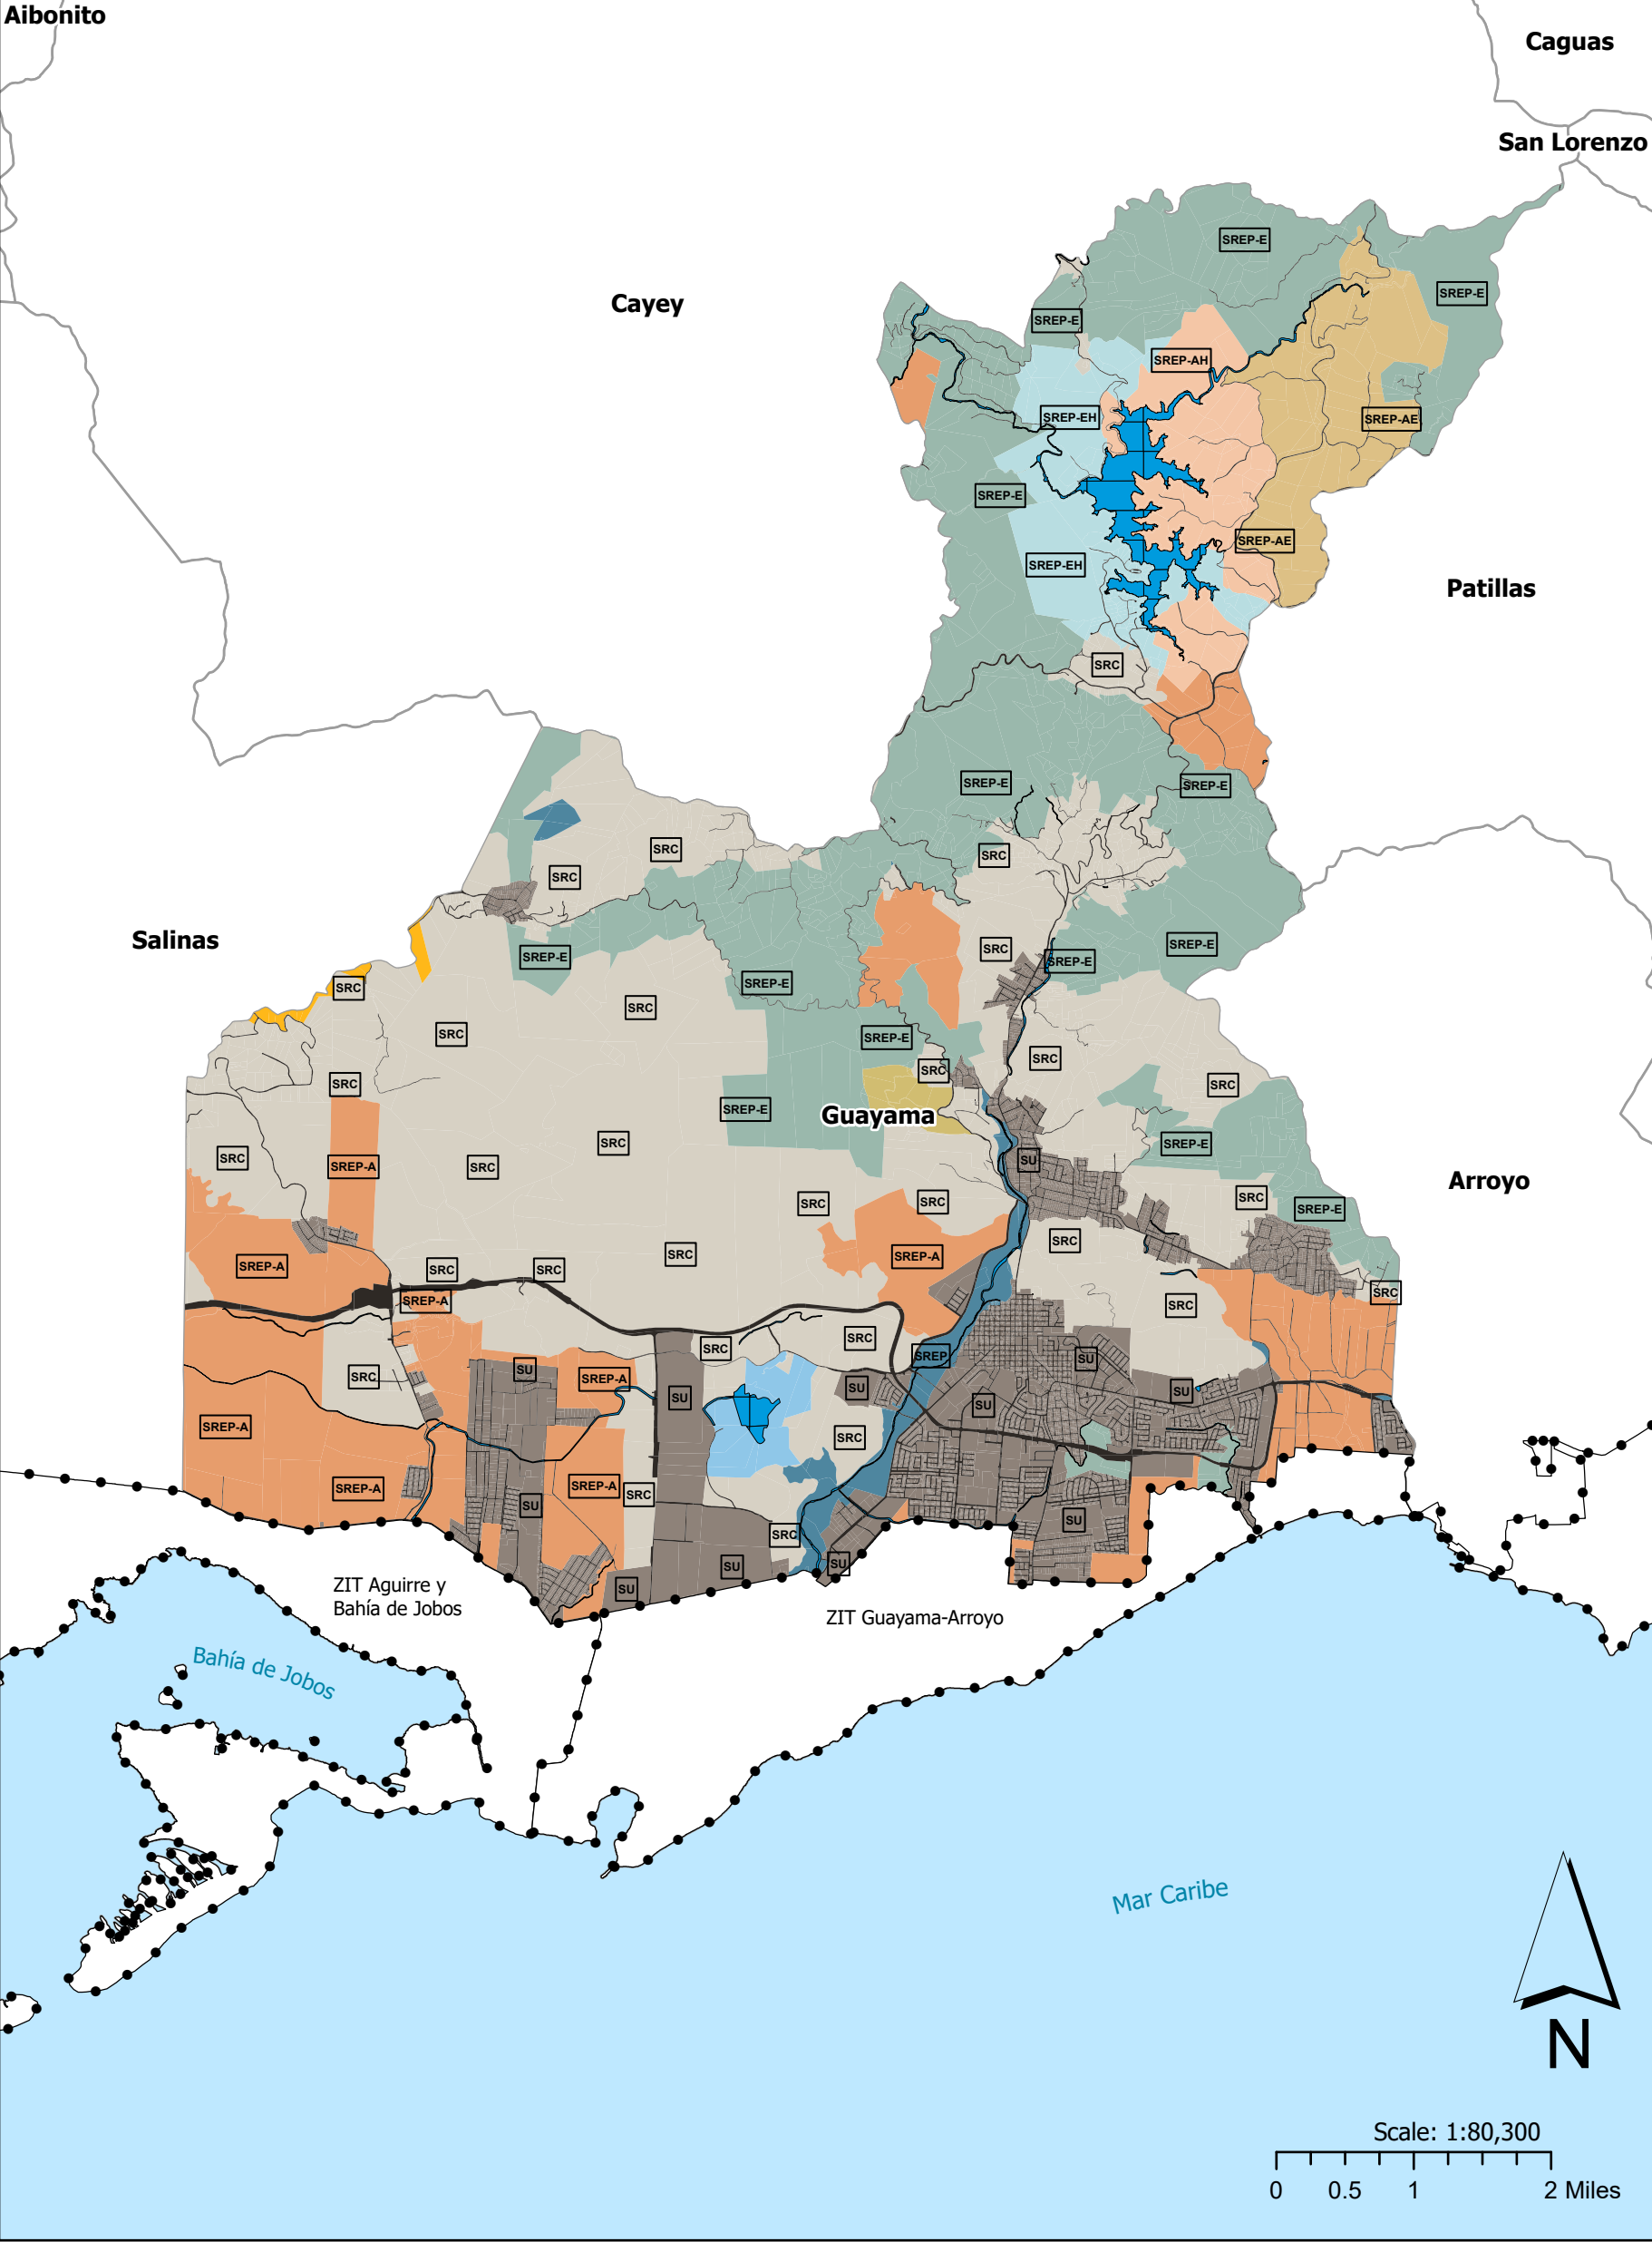 Aibonito
Caguas
San Lorenzo
SREP-E
SREP-E
Cayey
SREP-E
SREP-AH
SREP-EH
SREP-AE
SREP-E
SREP-AE
SREP-EH
Patillas
SRC
SREP-E
SREP-E
SRC
SRC
SRC
Salinas
SREP-E
SRC
SREP-E
SREP-E
SREP-E
SRC
SRC
SRC
SREP-E
SRC
SRC
SRC
SRC
SREP-E
Guayama
SRC
SREP-E
SRC
SU
SREP-A
SRC
Arroyo
SRC
SRC
SRC
SREP-E
SRC
SRC
SREP-A
SREP-A
SRC
SRC
SRC
SREP-A
SRC
SRC
SRC
SRC
SREP
SU
SRC
SU
SREP-A
SU
SU
SU
SU
SREP-A
SRC
SREP-A
SREP-A
SRC
SU
SU
SRC
SU
SU
SU
ZIT Aguirre y
Bahía de Jobos
ZIT Guayama-Arroyo
Bahía de Jobos
Mar Caribe
N
Scale: 1:80,300
0 0.5 1 2 Miles